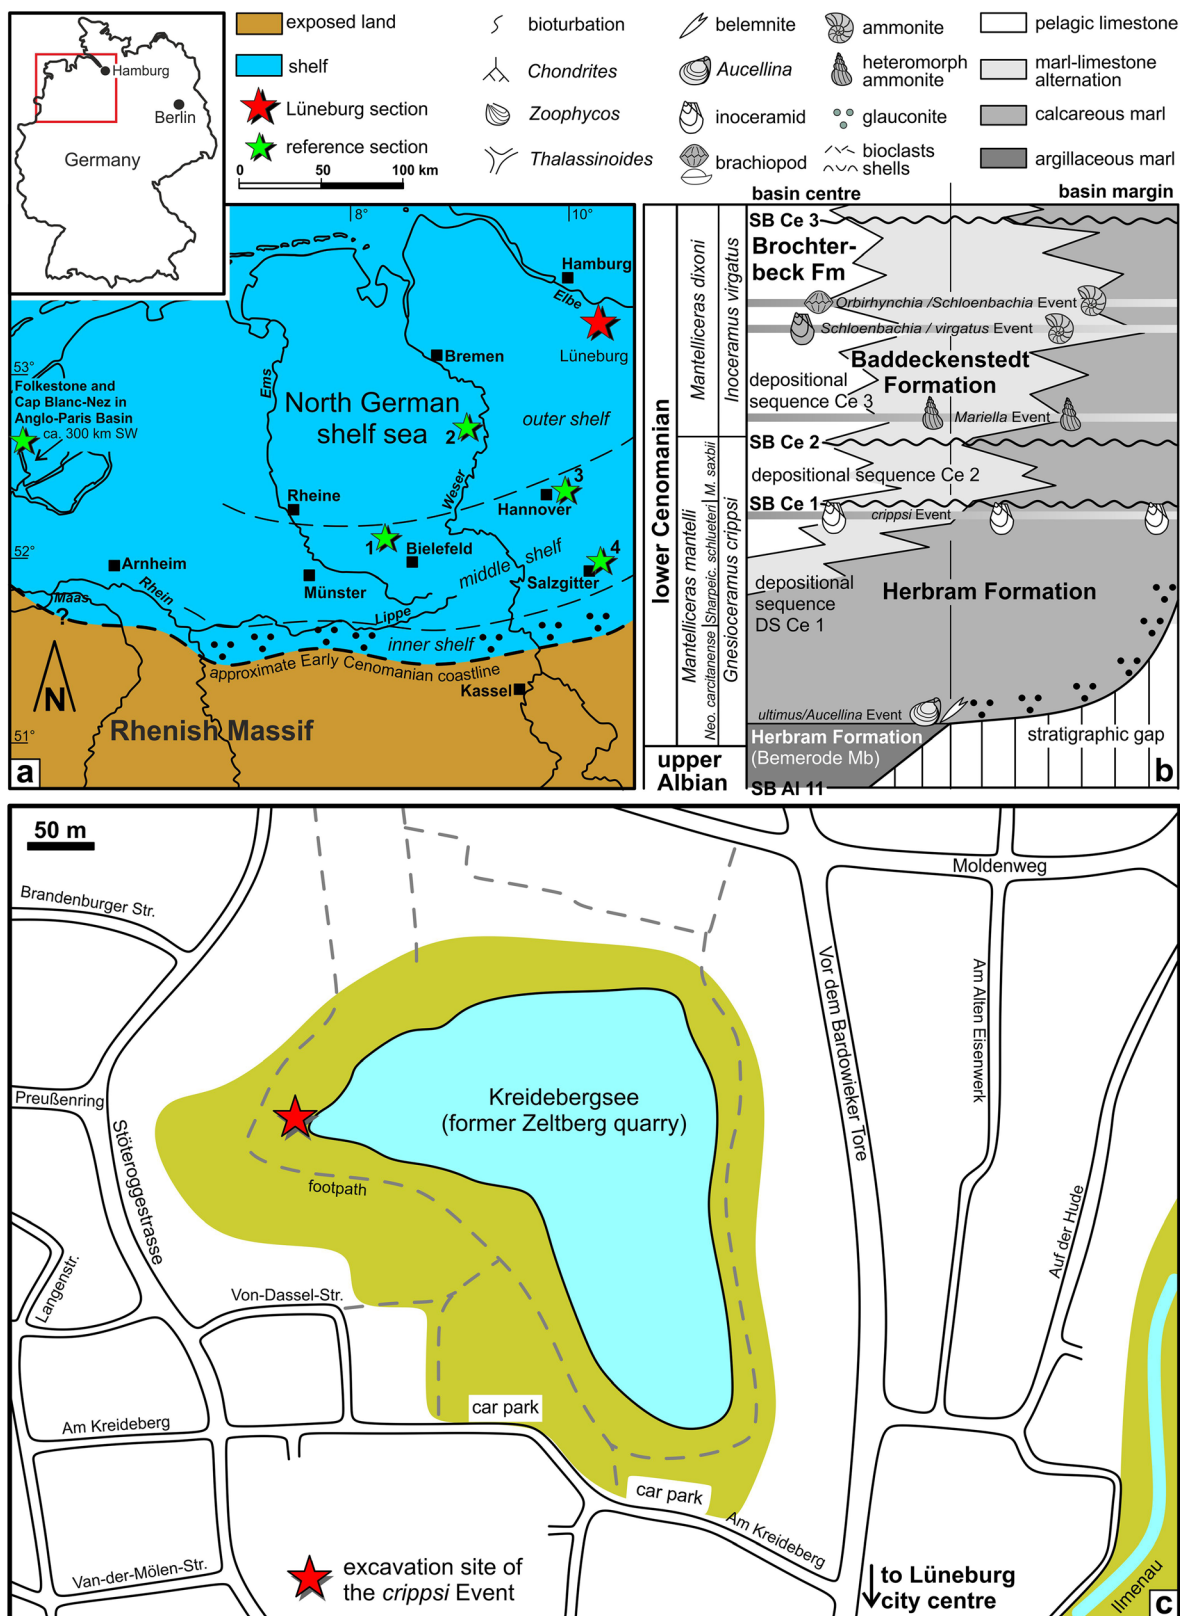 exposed land
shelf
Lüneburg section
reference section
0 50 100 km
bioturbation
Chondrites
Zoophycos
Thalassinoides
belemnite
Aucellina
inoceramid
brachiopod
ammonite
heteromorph
ammonite
glauconite
bioclasts
shells
pelagic limestone
marl-limestone
alternation
calcareous marl
argillaceous marl
Hamburg
Berlin
Germany
8°
10°
53°
52°
51°
Hamburg
Elbe
Lüneburg
Bremen
Ems
Folkestone and
Cap Blanc-Nez in
Anglo-Paris Basin
ca. 300 km SW
North German
shelf sea
2
outer shelf
Weser
Rheine
3
Hannover
1
Bielefeld
middle shelf
4
Salzgitter
Arnheim
Münster
Rhein
Maas
?
Lippe
inner shelf
approximate Early Cenomanian coastline
Kassel
N
Rhenish Massif
a
basin centre
basin margin
lower Cenomanian
Mantelliceras dixoni
Inoceramus virgatus
Mantelliceras mantelli
Neo. carcitanense
Sharpeic. schlueteri
M. saxbii
Gnesioceramus crippsi
upper
Albian
SB Ce 3
Brochter-
beck Fm
Orbirhynchia /Schloenbachia Event
Schloenbachia / virgatus Event
Baddeckenstedt
Formation
depositional
sequence Ce 3
Mariella Event
SB Ce 2
depositional sequence Ce 2
SB Ce 1
crippsi Event
depositional
sequence
DS Ce 1
Herbram Formation
ultimus/Aucellina Event
Herbram Formation
(Bemerode Mb)
stratigraphic gap
SB Al 11
b
50 m
Brandenburger Str.
Moldenweg
Vor dem Bardowieker Tore
Am Alten Eisenwerk
Preußenring
Stöteroggestrasse
Kreidebergsee
(former Zeltberg quarry)
footpath
Auf der Hude
Langenstr.
Von-Dassel-Str.
Am Kreideberg
car park
car park
Am Kreideberg
Van-der-Mölen-Str.
excavation site of
the crippsi Event
to Lüneburg
city centre
Ilmenau
c